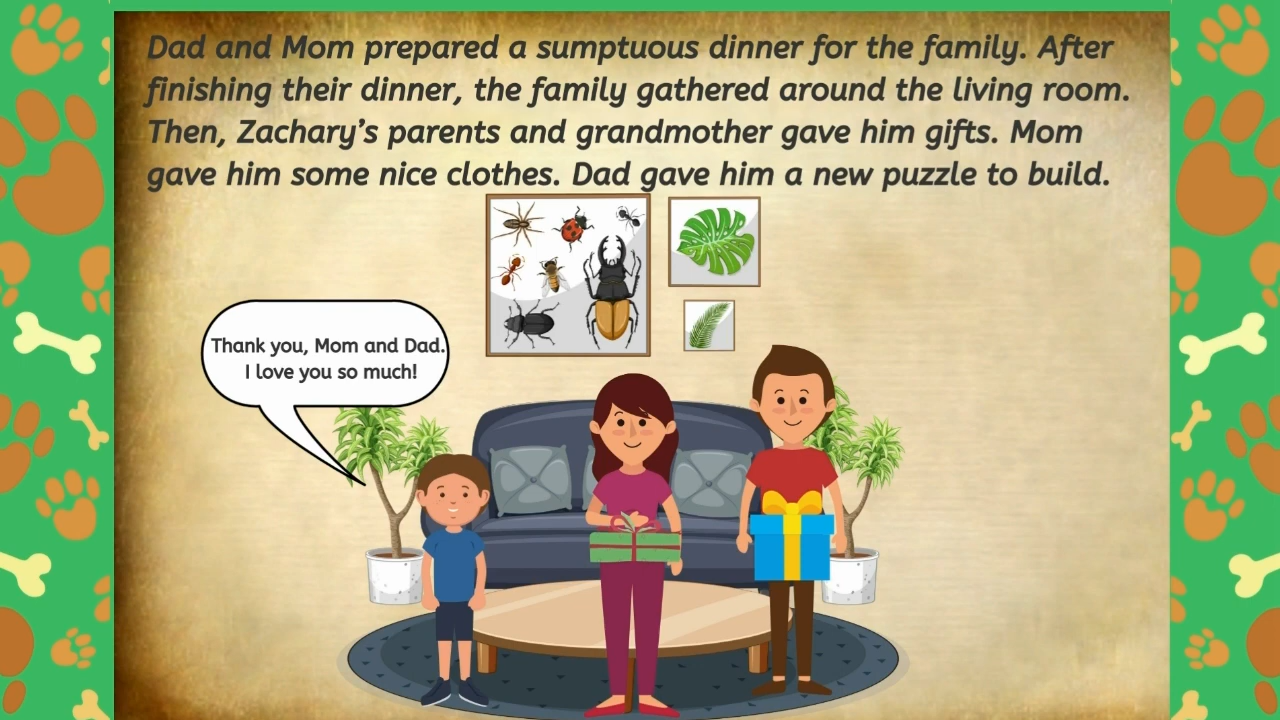 Dad and Mom prepared a sumptuous dinner for the family. After
finishing their dinner, the family gathered around the living room.
Then, Zachary’s parents and grandmother gave him gifts. Mom
gave him some nice clothes. Dad gave him a new puzzle to build.
Thank you, Mom and Dad.
I love you so much!